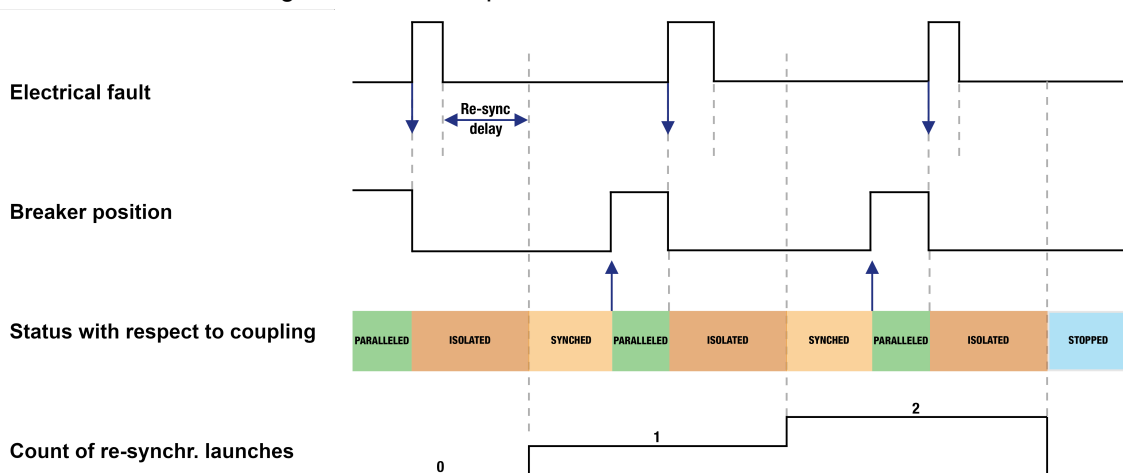 Electrical fault
Re-sync
delay
Breaker position
Status with respect to coupling
PARALLELED ISOLATED SYNCHED PARALLELED ISOLATED SYNCHED PARALLELED ISOLATED STOPPED
Count of re-synchr. launches
0 1 2